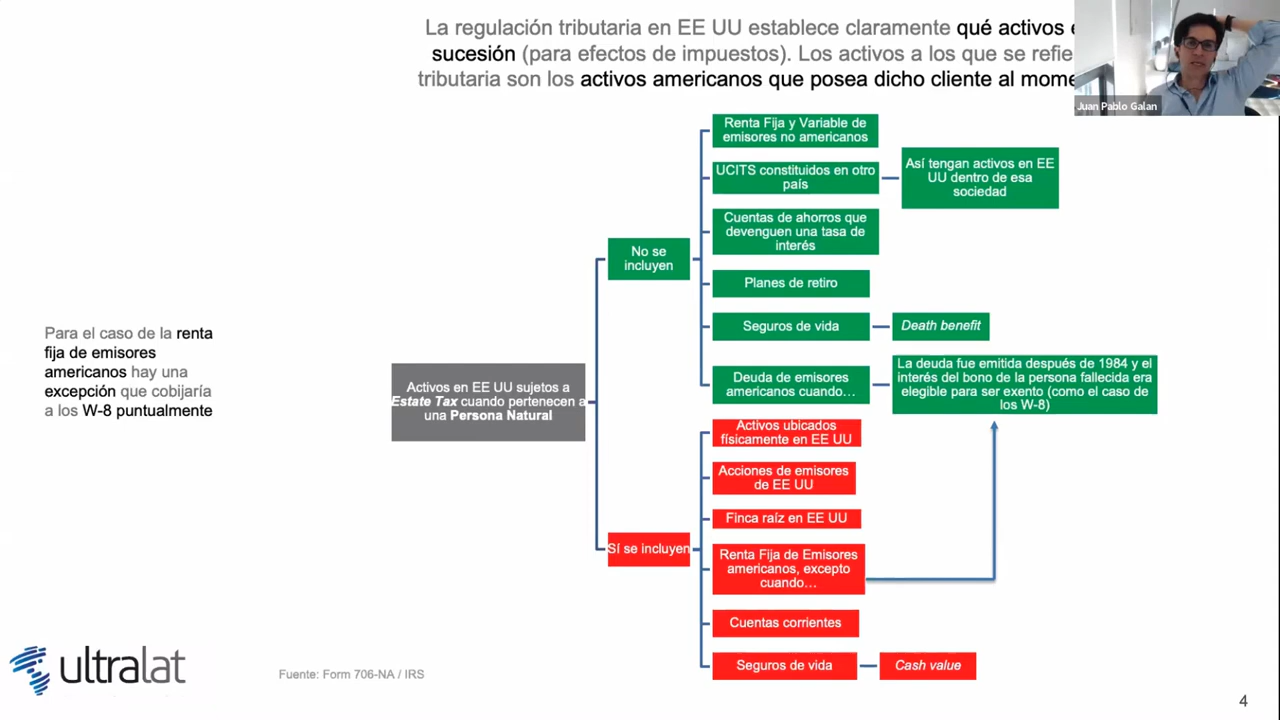 La regulación tributaria en EE UU establece claramente qué activos
sucesión (para efectos de impuestos). Los activos a los que se
tributaria son los activos americanos que posea dicho cliente al
Juan Pablo Galan
Renta Fija y Variable de
emisores no americanos
UCITS constituidos en otro
país
Así tengan activos en EE
UU dentro de esa
sociedad
Cuentas de ahorros que
devenguen una tasa de
interés
No se
incluyen
Planes de retiro
Seguros de vida
Death benefit
Para el caso de la renta
fija de emisores
americanos hay una
excepción que cobijaría
a los W-8 puntualmente
Activos en EE UU sujetos a
Estate Tax cuando pertenecen a
una Persona Natural
Deuda de emisores
americanos cuando…
La deuda fue emitida después de 1984 y el
interés del bono de la persona fallecida era
elegible para ser exento (como el caso de
los W-8)
Activos ubicados
físicamente en EE UU
Acciones de emisores
de EE UU
Finca raíz en EE UU
Sí se incluyen
Renta Fija de Emisores
americanos, excepto
cuando…
Cuentas corrientes
Seguros de vida
Cash value
ultralat
Fuente: Form 706-NA / IRS
4